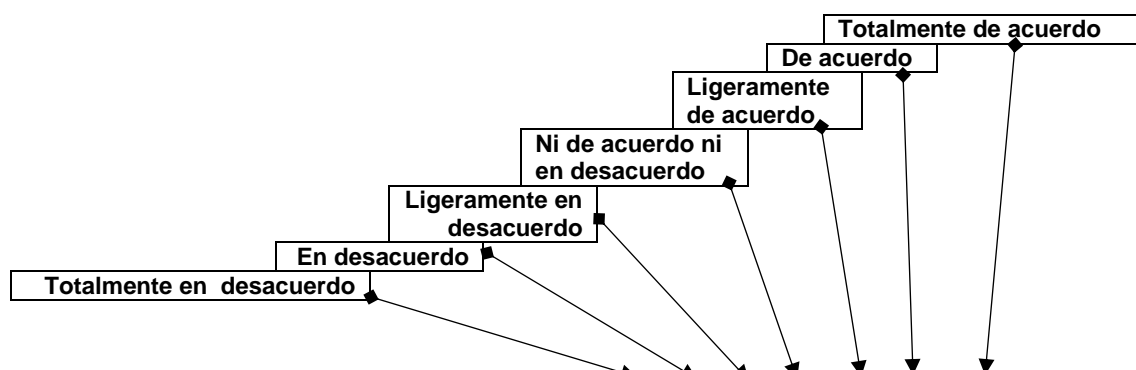 Totalmente de acuerdo
De acuerdo
Ligeramente
de acuerdo
Ni de acuerdo ni
en desacuerdo
Ligeramente en
desacuerdo
En desacuerdo
Totalmente en  desacuerdo